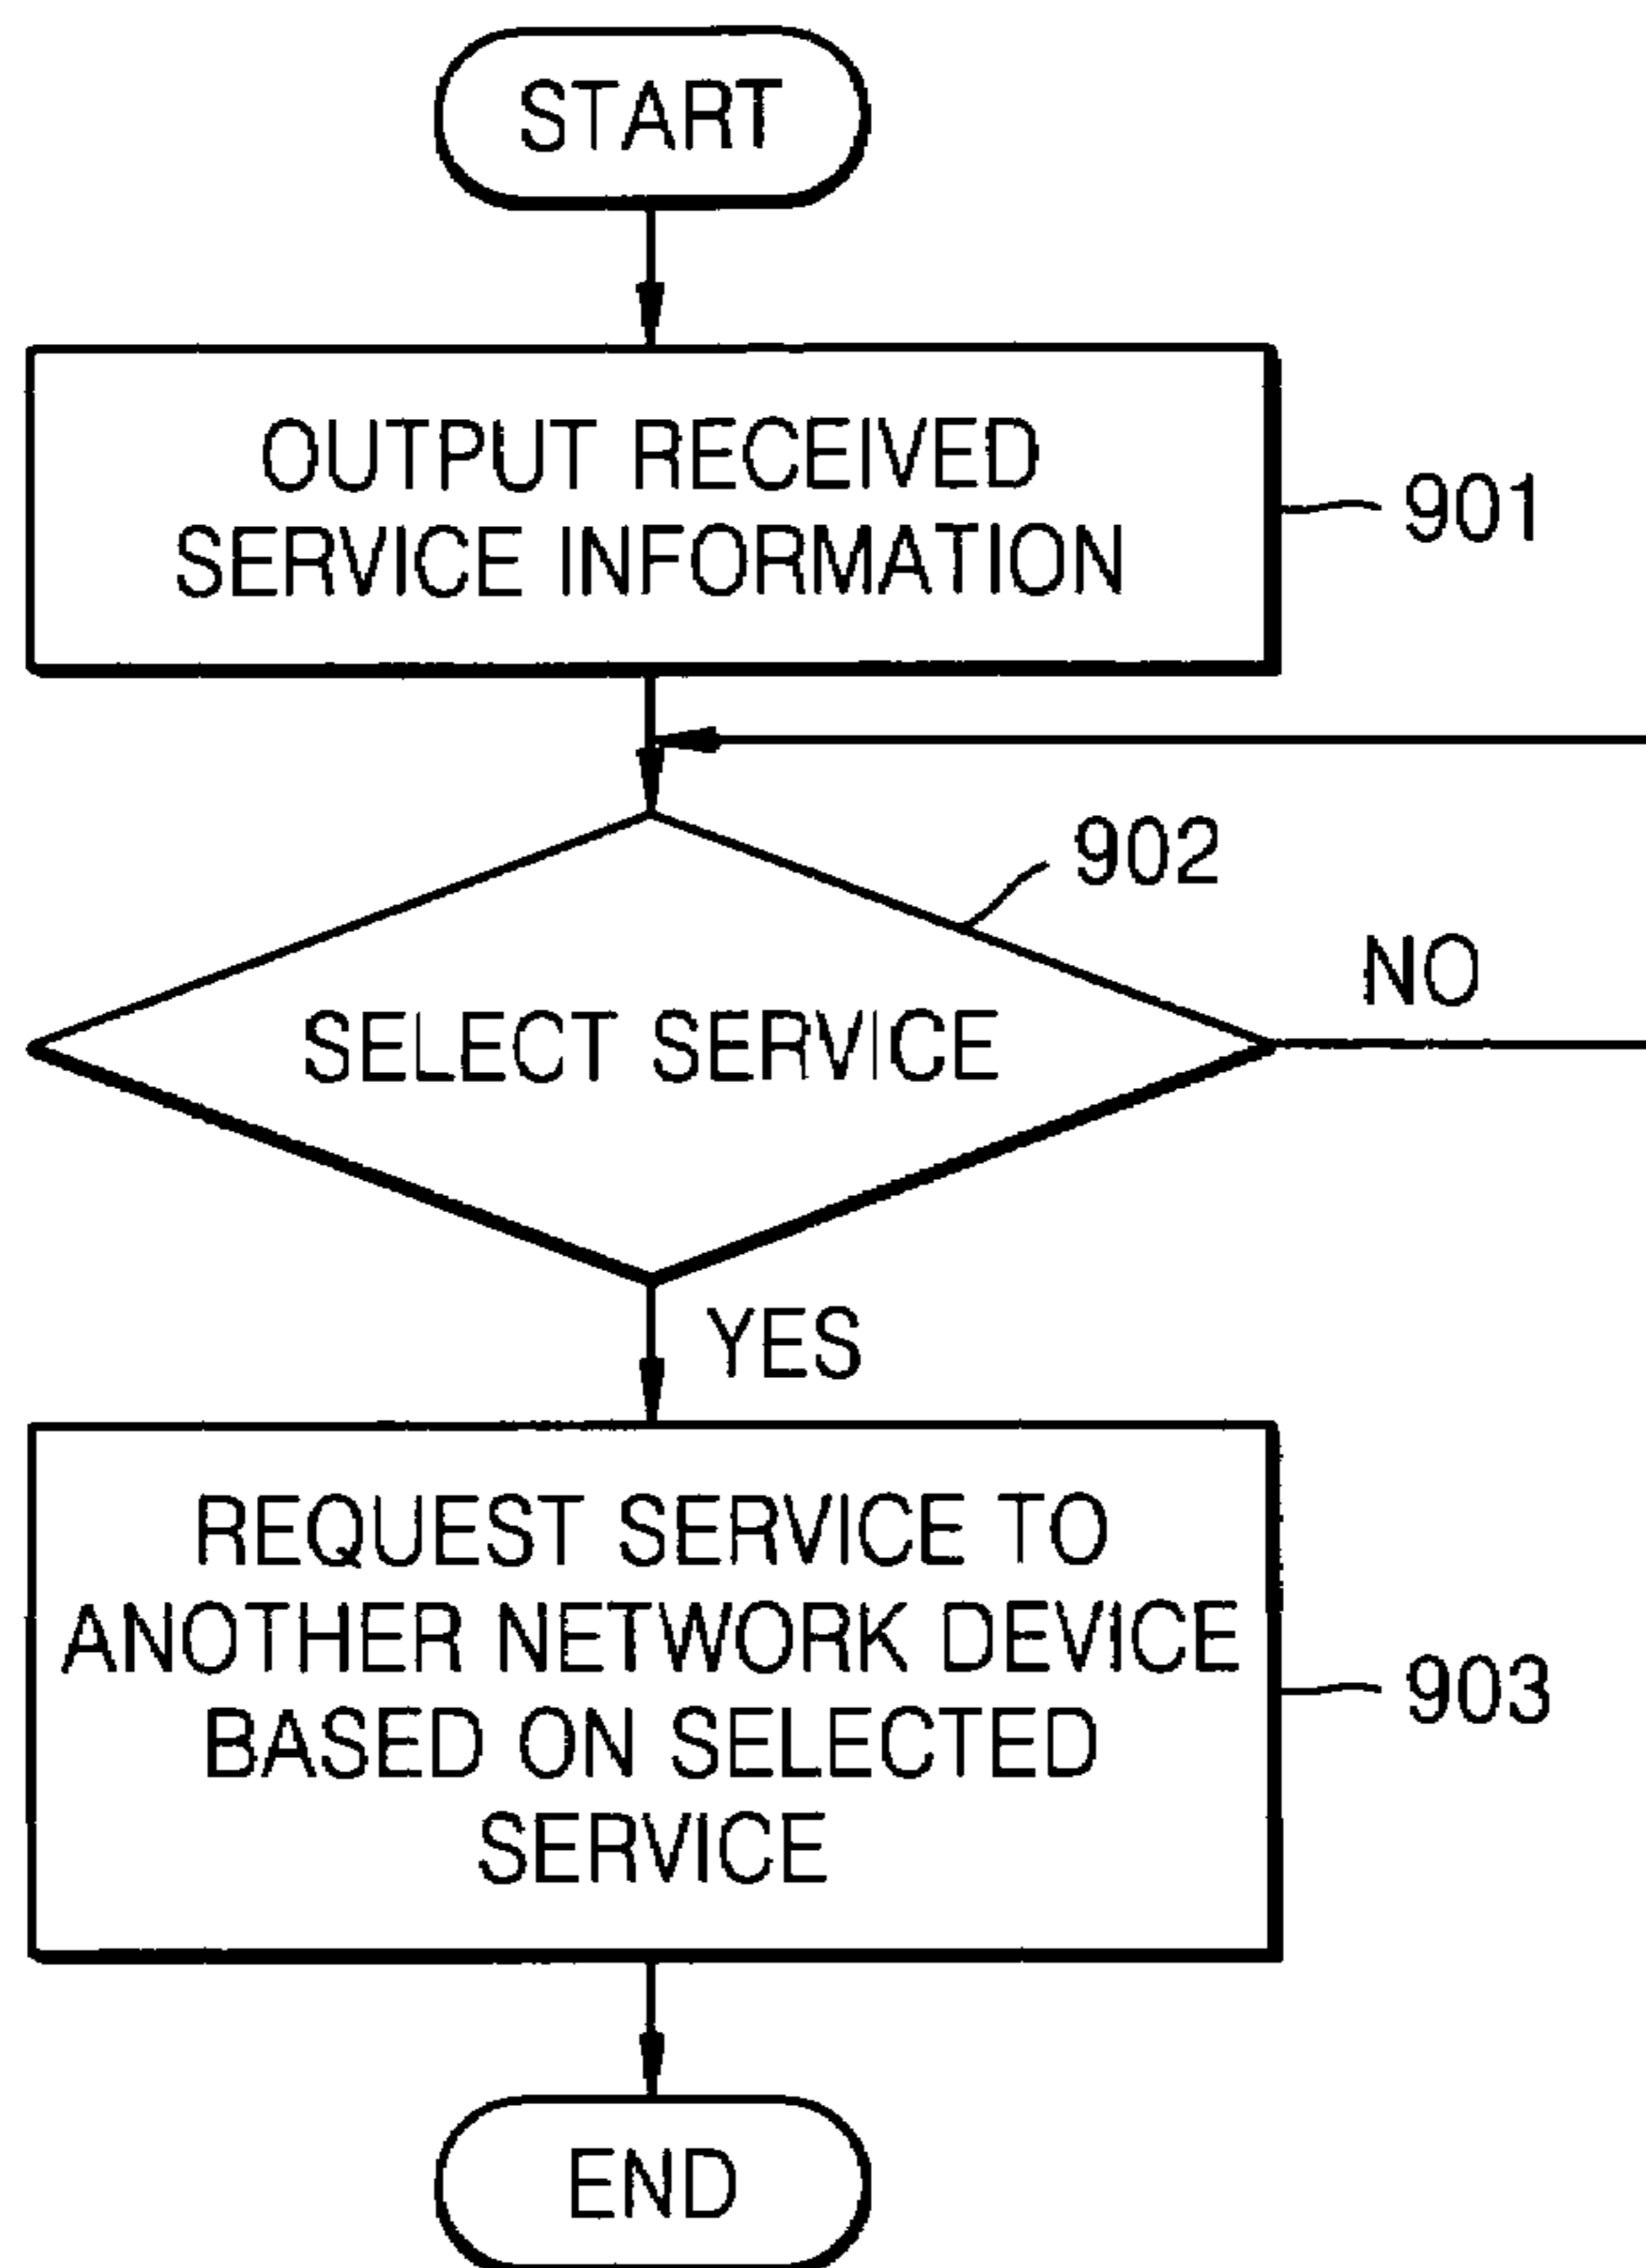 START
OUTPUT RECEIVED
SERVICE INFORMATION
901
902
SELECT SERVICE
NO
YES
REQUEST SERVICE TO
ANOTHER NETWORK DEVICE
BASED ON SELECTED
SERVICE
903
END